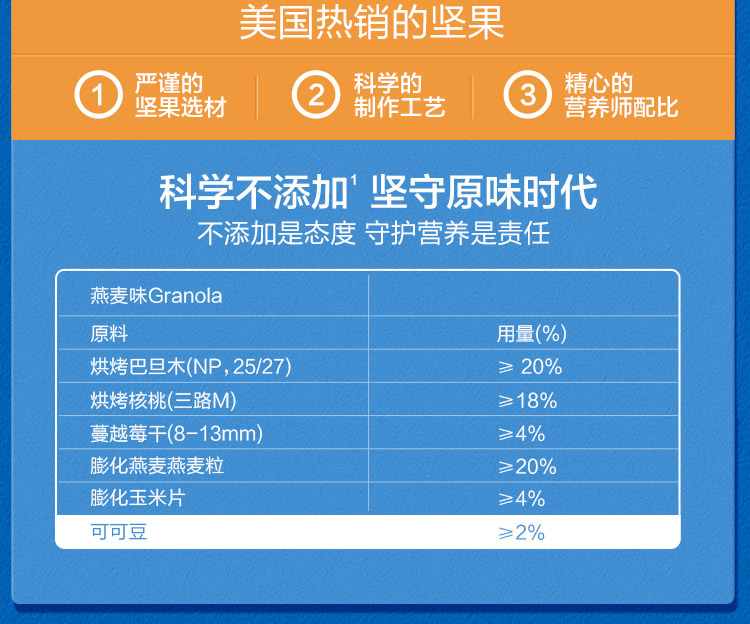 美国热销的坚果
1 严谨的
坚果选材
2 科学的
制作工艺
3 精心的
营养师配比
科学不添加1 坚守原味时代
不添加是态度 守护营养是责任
燕麦味Granola
原料 用量(%)
烘烤巴旦木(NP,25/27) ≥ 20%
烘烤核桃(三路M) ≥18%
蔓越莓干(8-13mm) ≥4%
膨化燕麦燕麦粒 ≥20%
膨化玉米片 ≥4%
可可豆 ≥2%